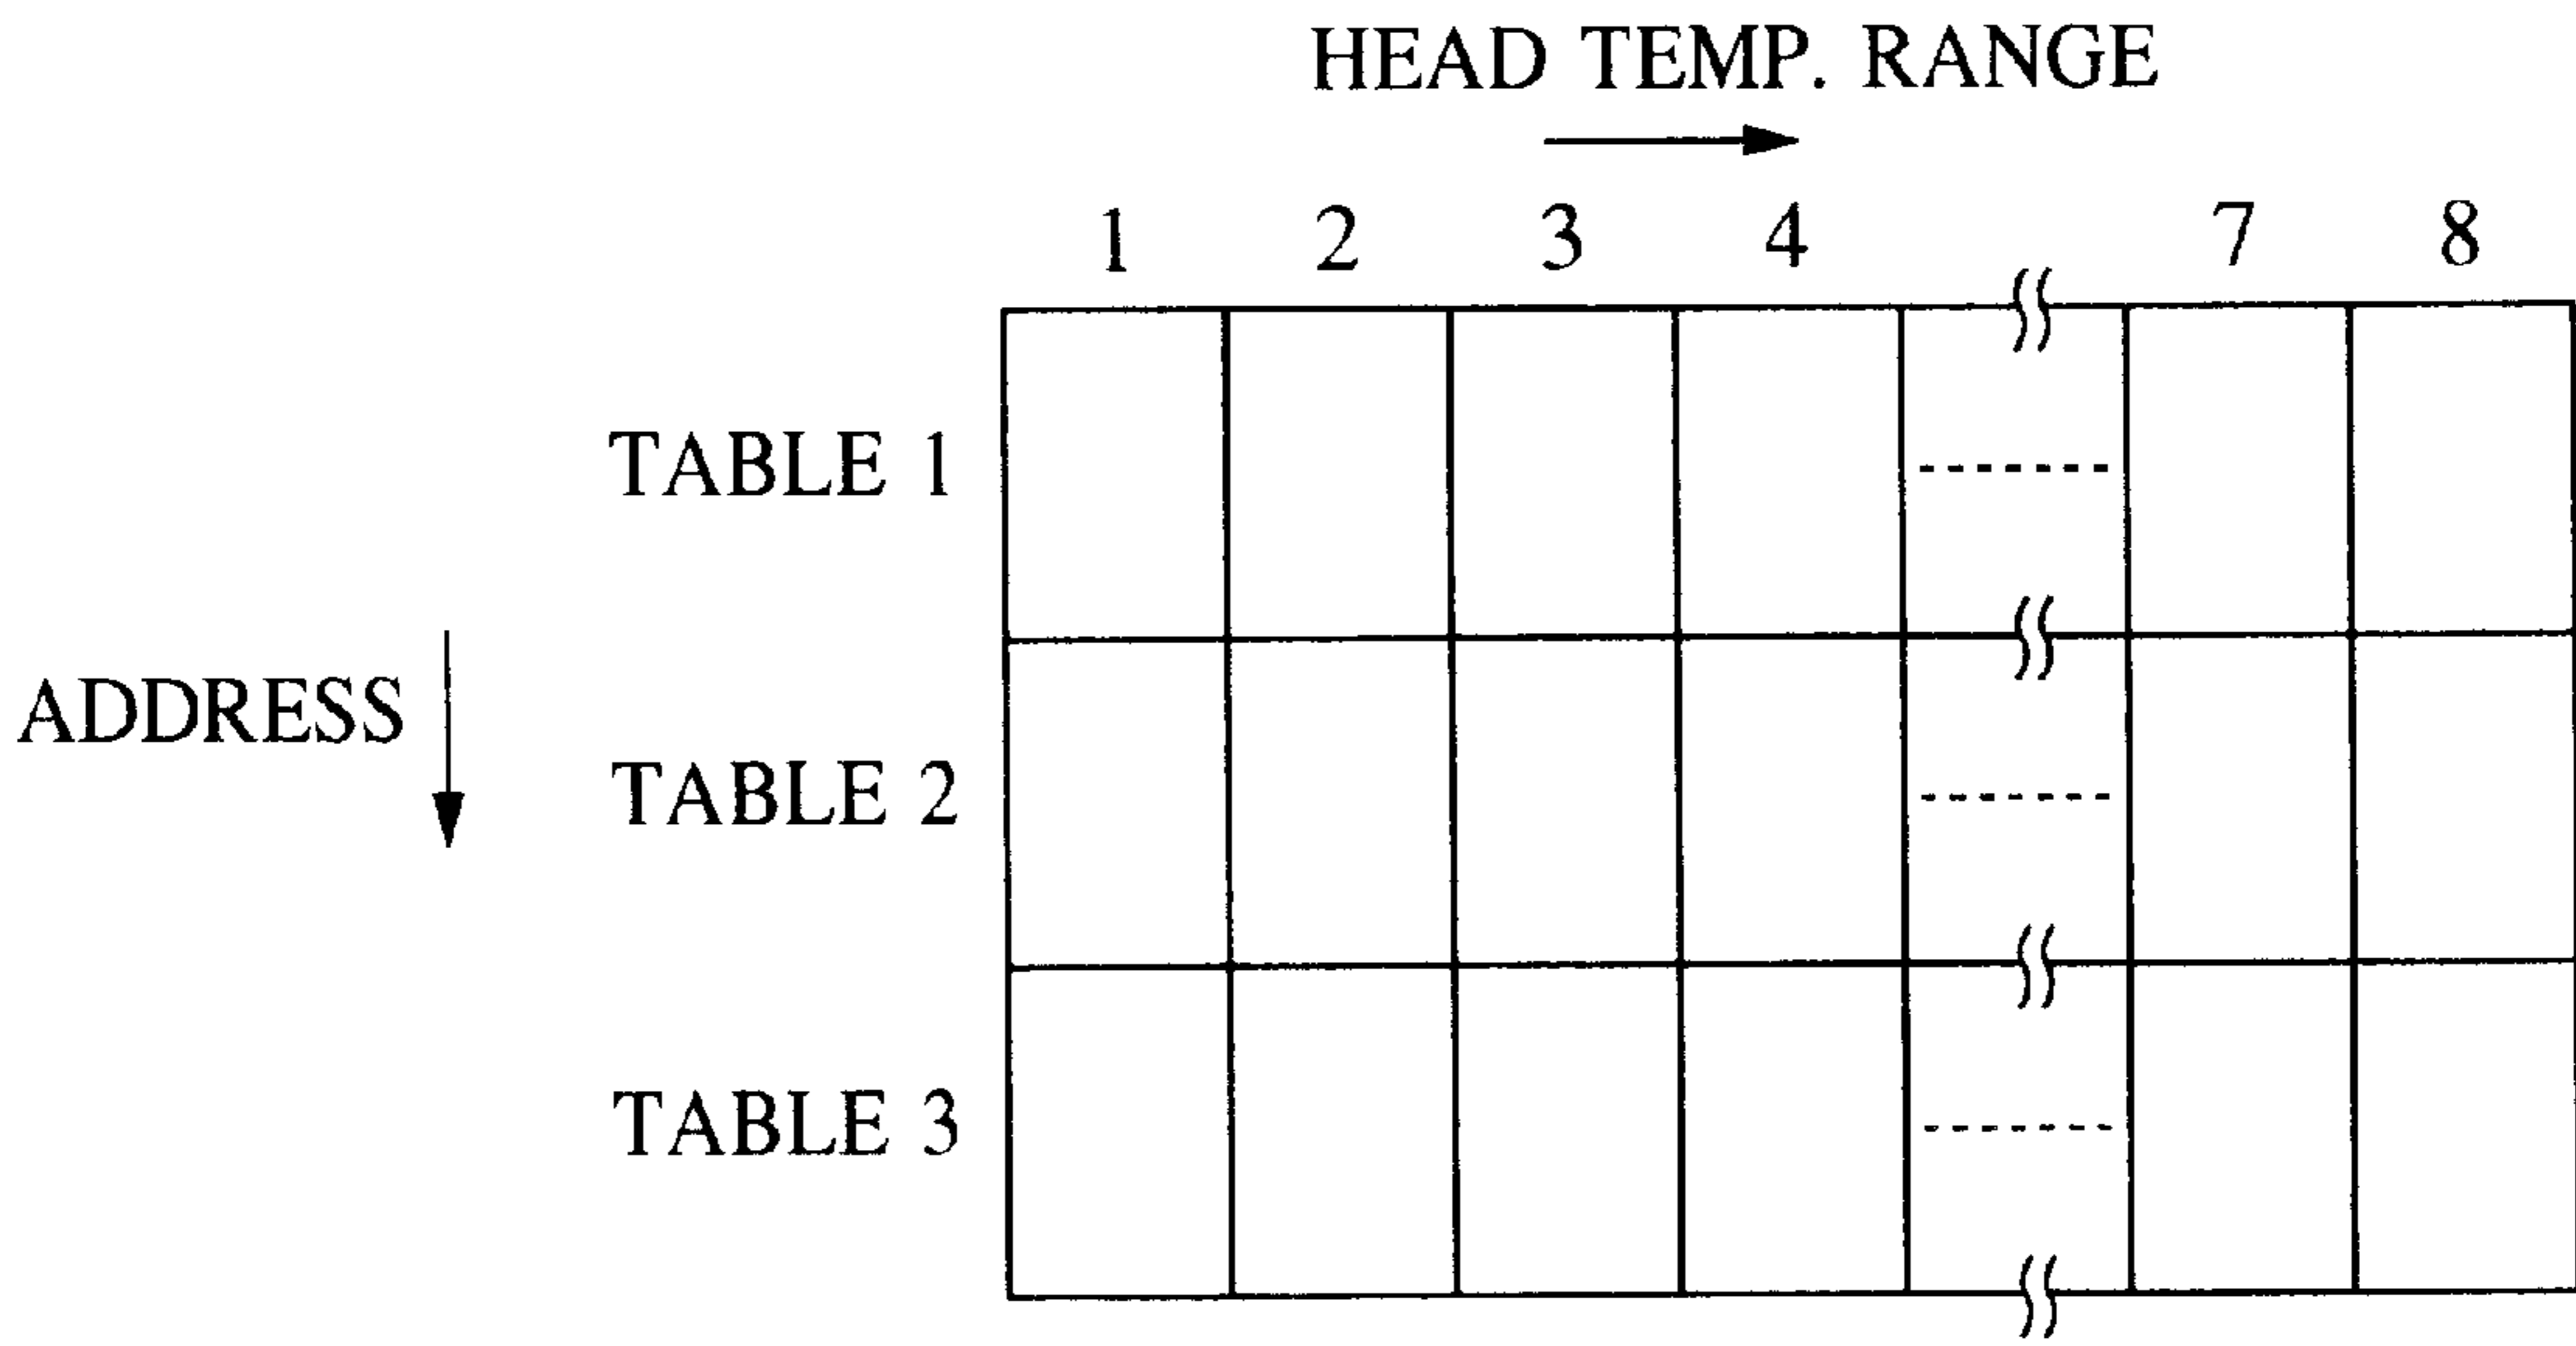 HEAD TEMP. RANGE
1 2 3 4 7 8
TABLE 1
ADDRESS
TABLE 2
TABLE 3